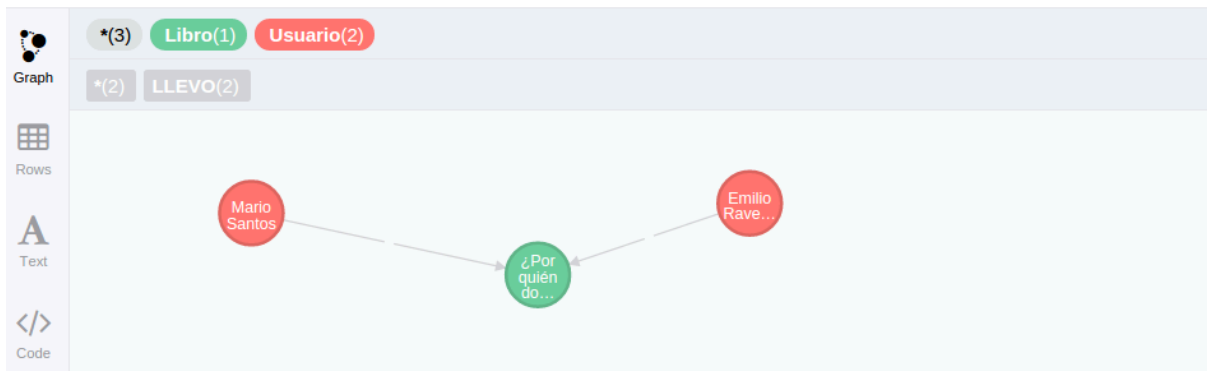 *(3) Libro(1) Usuario(2)
Graph
*(2) LLEVO(2)
Rows
Text
Code
Mario
Santos
Emilio
Rave…
¿Por
quién
do…